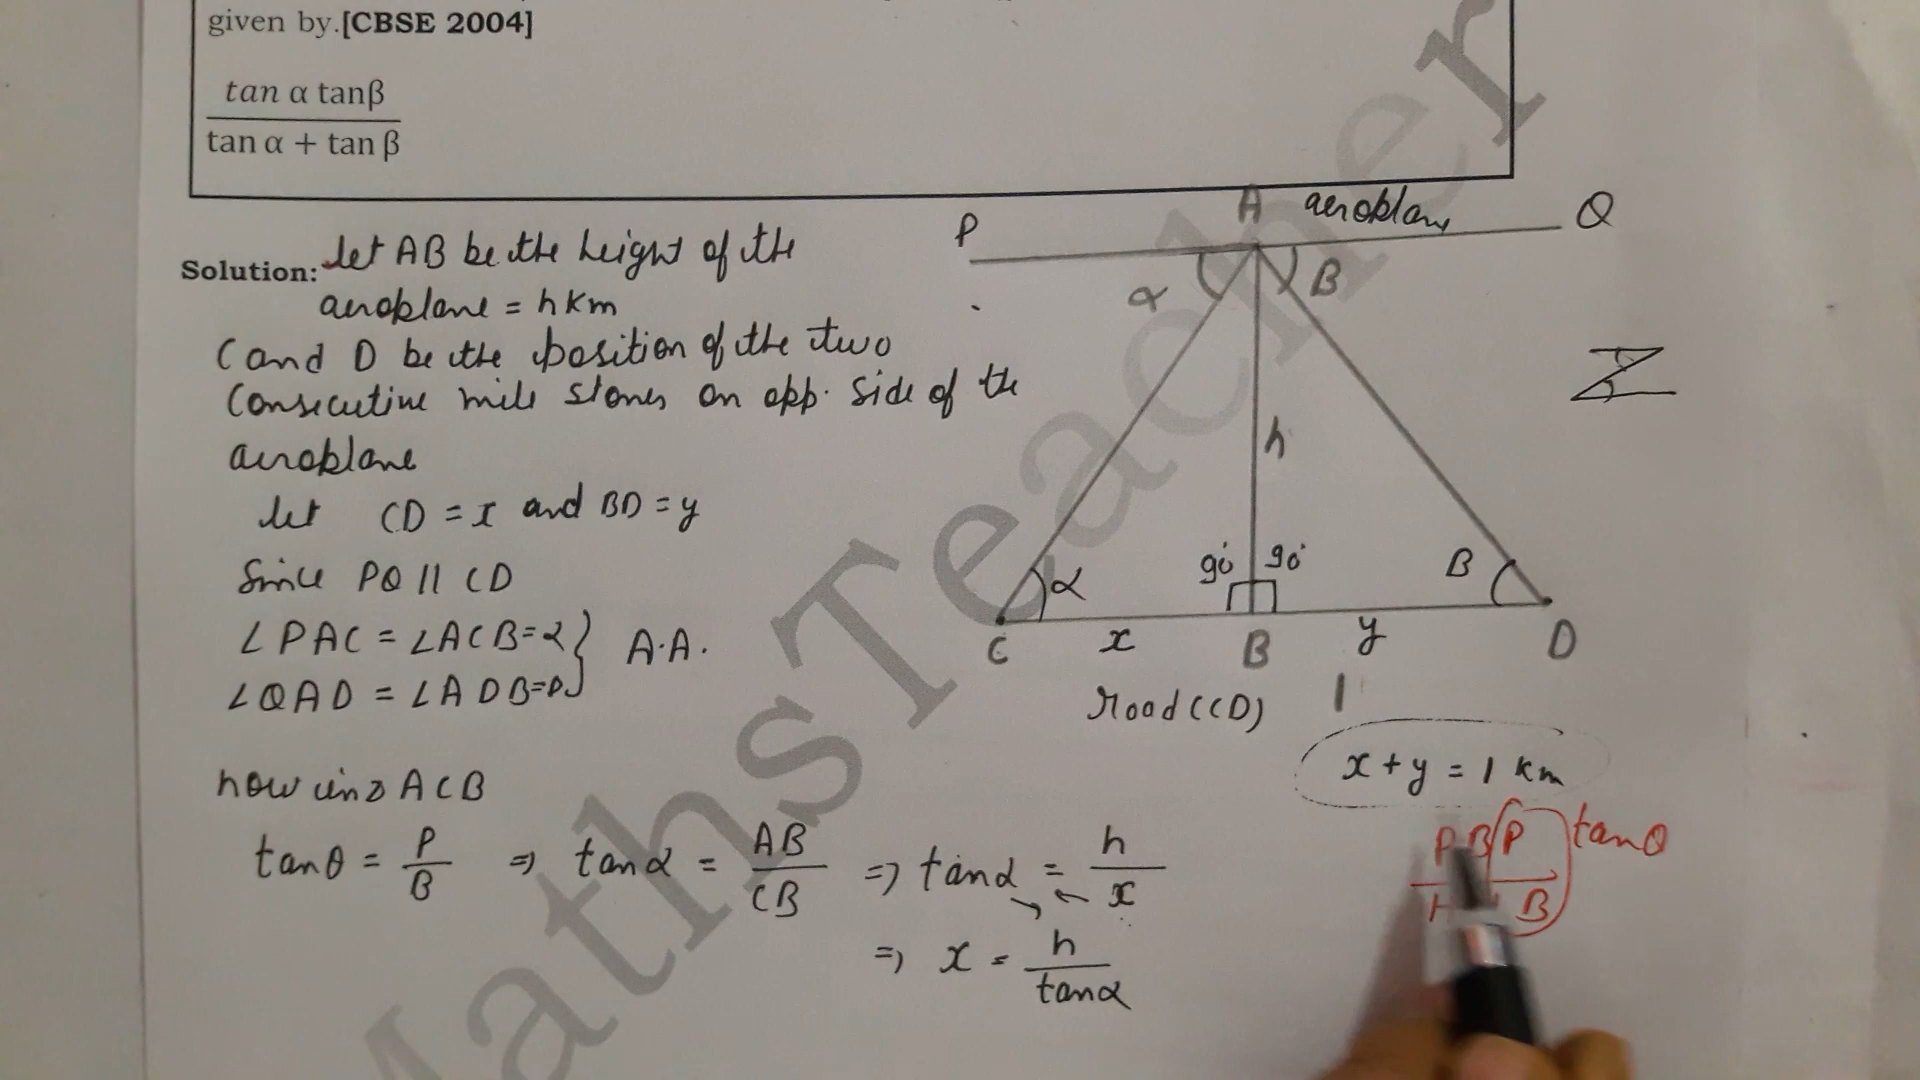 given by.[CBSE 2004]
tan α tanβ
tan α + tan β
Solution: let AB be the height of the
aeroplane = h km
C and D be the position of the two
Consecutive mile stones on opp. side of the
aeroplane
let CD = x and BD = y
Since PQ || CD
∠PAC = ∠ACB = α } A.A.
∠QAD = ∠ADB =
now in ACB
tanθ = P/B ⇒ tanα = AB/CB ⇒ tanα = h/x
⇒ x = h/tanα
P A aeroplane Q
α B
h
α 90° 90° B
C x B y D
Road (CD) 1
x + y = 1 km
P B P tanθ
H B
Z
Maths Teacher